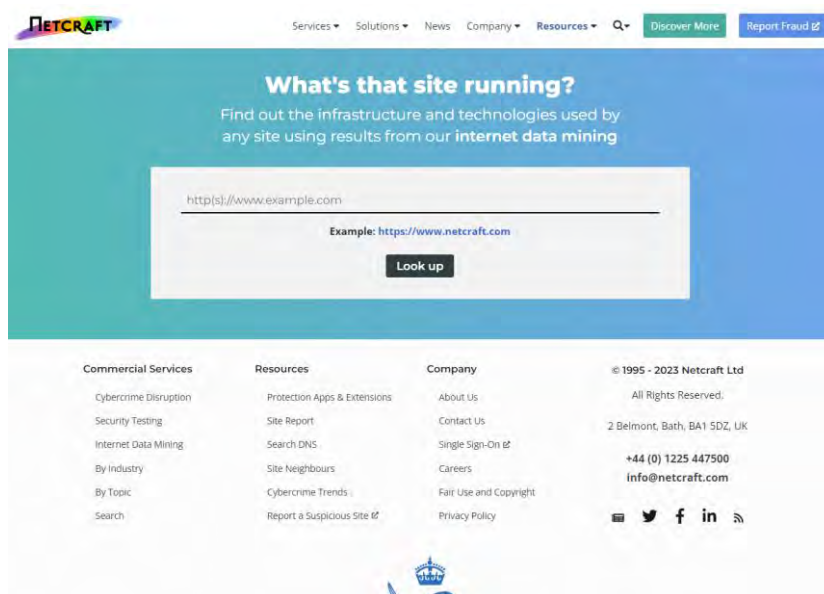 NETCRAFT
Services Solutions News Company Resources Discover More Report Fraud
What's that site running?
Find out the infrastructure and technologies used by
any site using results from our internet data mining
http(s)://www.example.com
Example: https://www.netcraft.com
Look up
Commercial Services Resources Company © 1995 - 2023 Netcraft Ltd
Cybercrime Disruption Protection Apps & Extensions About Us All Rights Reserved.
Security Testing Site Report Contact Us 2 Belmont, Bath, BA1 5DZ, UK
Internet Data Mining Search DNS Single Sign-On
By Industry Site Neighbours Careers +44 (0) 1225 447500
info@netcraft.com
By Topic Cybercrime Trends Fair Use and Copyright
Search Report a Suspicious Site Privacy Policy